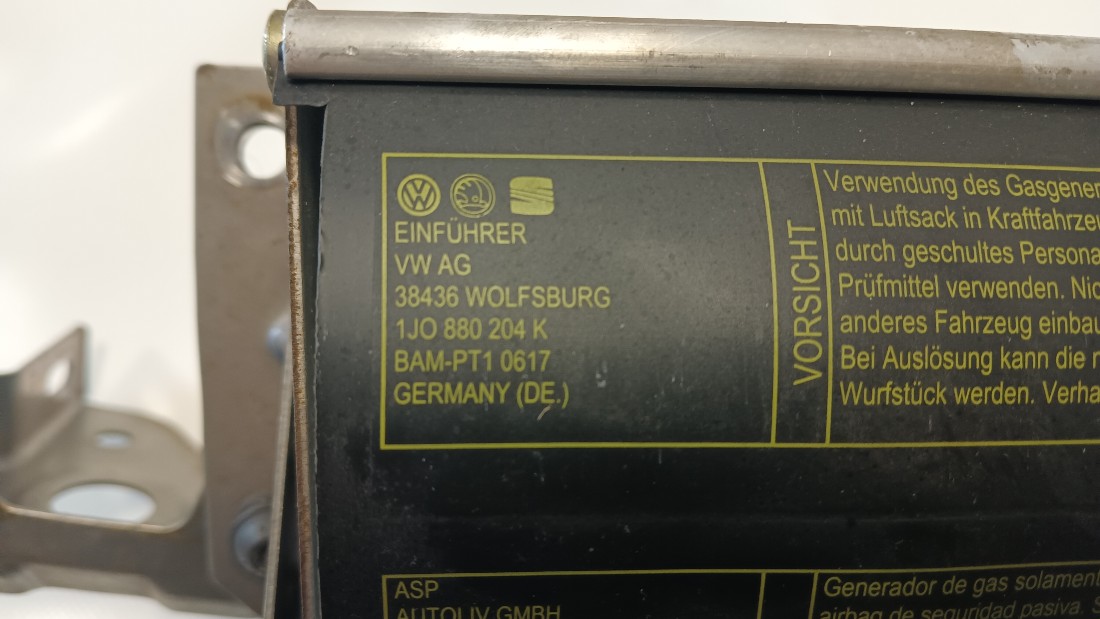 EINFÜHRER
VW AG
38436 WOLFSBURG
1JO 880 204 K
BAM-PT1 0617
GERMANY (DE.)
VORSICHT
Verwendung des Gasgener
mit Luftsack in Kraftfahrze
durch geschultes Persona
Prüfmittel verwenden. Nic
anderes Fahrzeug einbau
Bei Auslösung kann die
Wurfstück werden. Verha
ASP
AUTOLIV GMBH
Generador de gas solament
airbag de seguridad pasiva. S